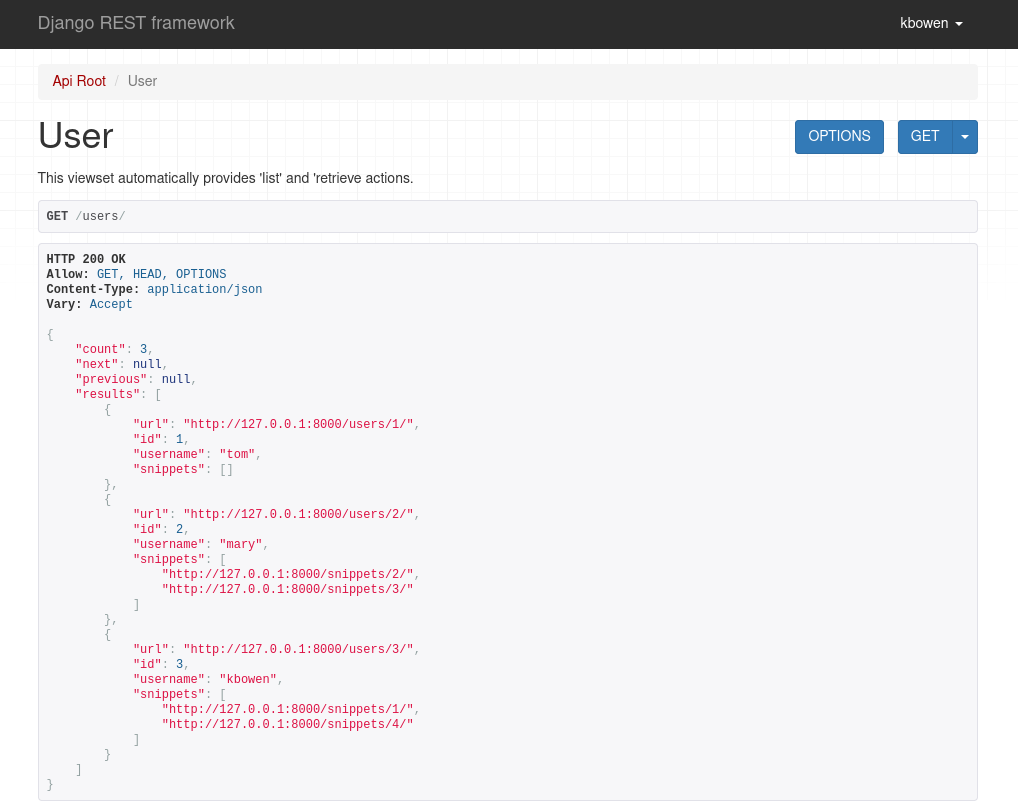 Django REST framework
kbowen
Api Root / User
User
OPTIONS
GET
This viewset automatically provides 'list' and 'retrieve actions.
GET /users/
HTTP 200 OK
Allow: GET, HEAD, OPTIONS
Content-Type: application/json
Vary: Accept
{
    "count": 3,
    "next": null,
    "previous": null,
    "results": [
        {
            "url": "http://127.0.0.1:8000/users/1/",
            "id": 1,
            "username": "tom",
            "snippets": []
        },
        {
            "url": "http://127.0.0.1:8000/users/2/",
            "id": 2,
            "username": "mary",
            "snippets": [
                "http://127.0.0.1:8000/snippets/2/",
                "http://127.0.0.1:8000/snippets/3/"
            ]
        },
        {
            "url": "http://127.0.0.1:8000/users/3/",
            "id": 3,
            "username": "kbowen",
            "snippets": [
                "http://127.0.0.1:8000/snippets/1/",
                "http://127.0.0.1:8000/snippets/4/"
            ]
        }
    ]
}